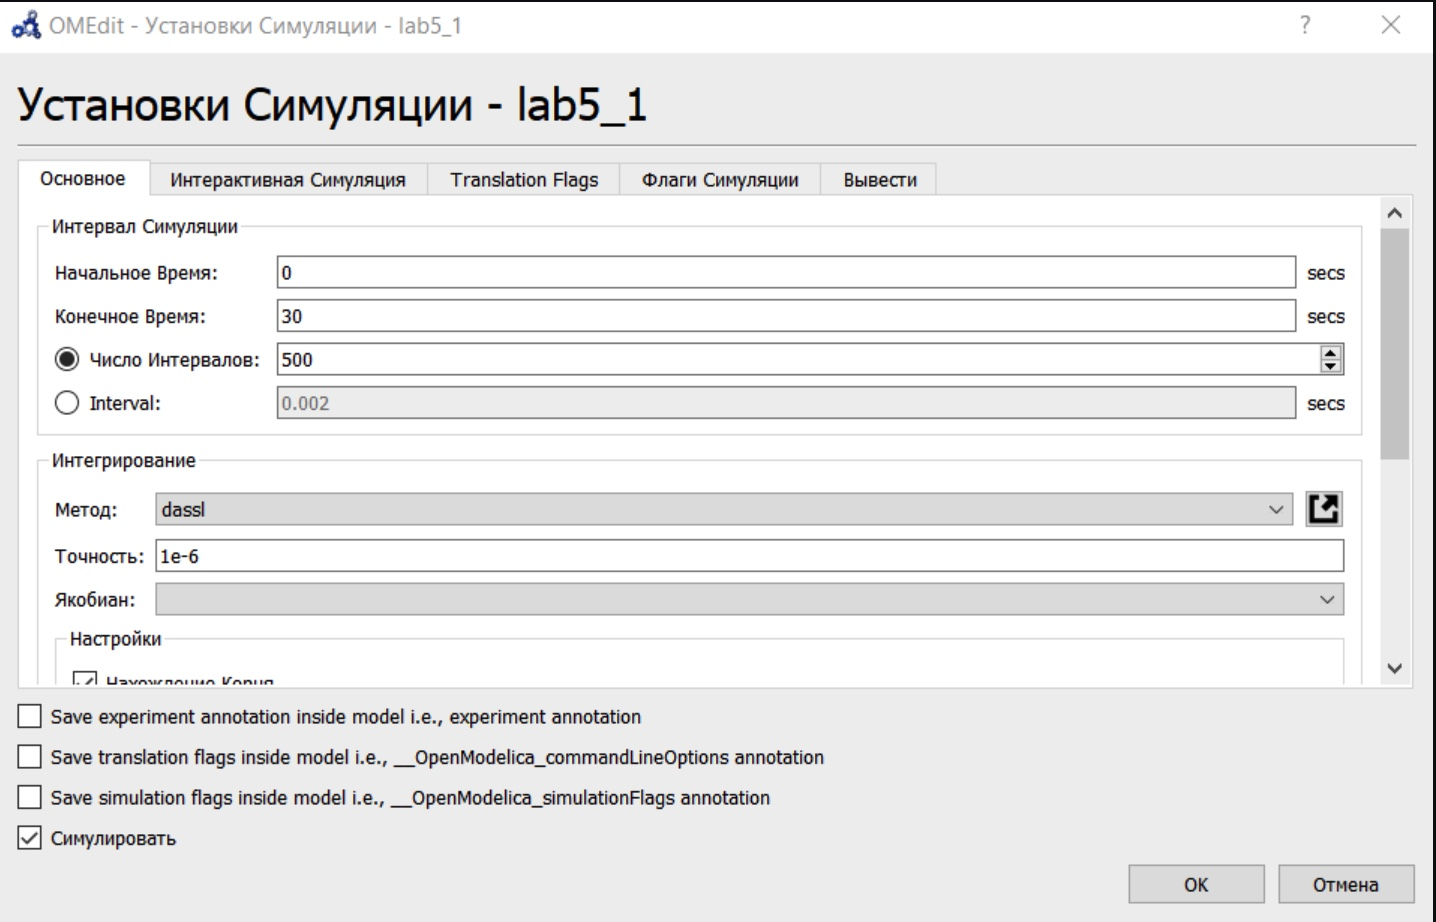 OMEdit - Установки Симуляции - lab5_1
?
Установки Симуляции - lab5_1
Основное Интерактивная Симуляция Translation Flags Флаги Симуляции Вывести
Интервал Симуляции
Начальное Время: 0 secs
Конечное Время: 30 secs
Число Интервалов: 500
Interval: 0.002 secs
Интегрирование
Метод: dassl
Точность: 1e-6
Якобиан:
Настройки
Нахождение Корня
Save experiment annotation inside model i.e., experiment annotation
Save translation flags inside model i.e., __OpenModelica_commandLineOptions annotation
Save simulation flags inside model i.e., __OpenModelica_simulationFlags annotation
Симулировать
OK Отмена